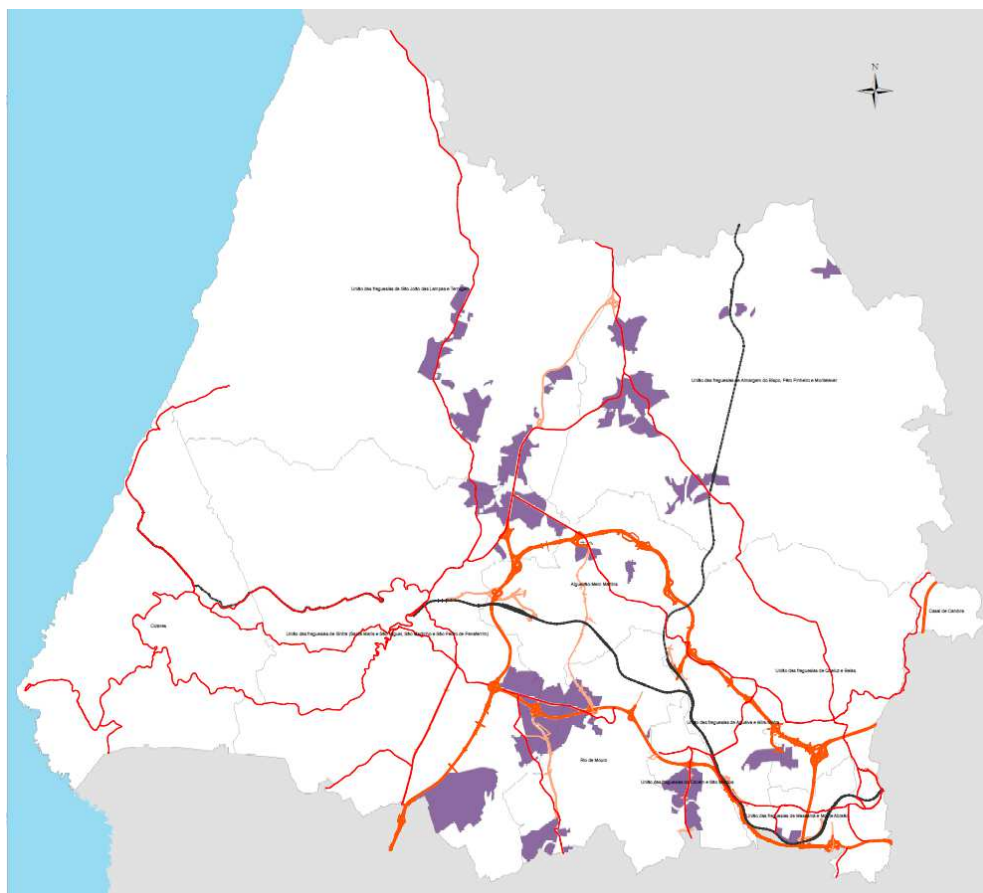 N
União das freguesias de São João das Lampas e Terrugem
União das freguesias de Almargem do Bispo, Pêro Pinheiro e Montelavar
Algueirão-Mem Martins
Casal de Cambra
Colares
União das freguesias de Sintra (Santa Maria e São Miguel, São Martinho e São Pedro de Penaferrim)
União das freguesias de Queluz e Belas
União das freguesias de Agualva e Mira-Sintra
Rio de Mouro
União das freguesias do Cacém e São Marcos
União das freguesias de Massamá e Monte Abraão